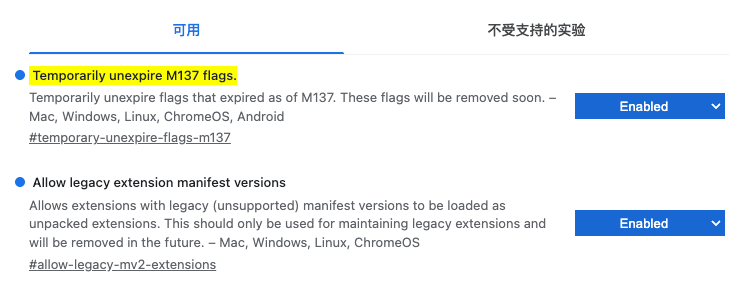 可用
不受支持的实验
Temporarily unexpire M137 flags.
Temporarily unexpire flags that expired as of M137. These flags will be removed soon. –
Mac, Windows, Linux, ChromeOS, Android
#temporary-unexpire-flags-m137
Enabled
Allow legacy extension manifest versions
Allows extensions with legacy (unsupported) manifest versions to be loaded as
unpacked extensions. This should only be used for maintaining legacy extensions and
will be removed in the future. – Mac, Windows, Linux, ChromeOS
#allow-legacy-mv2-extensions
Enabled